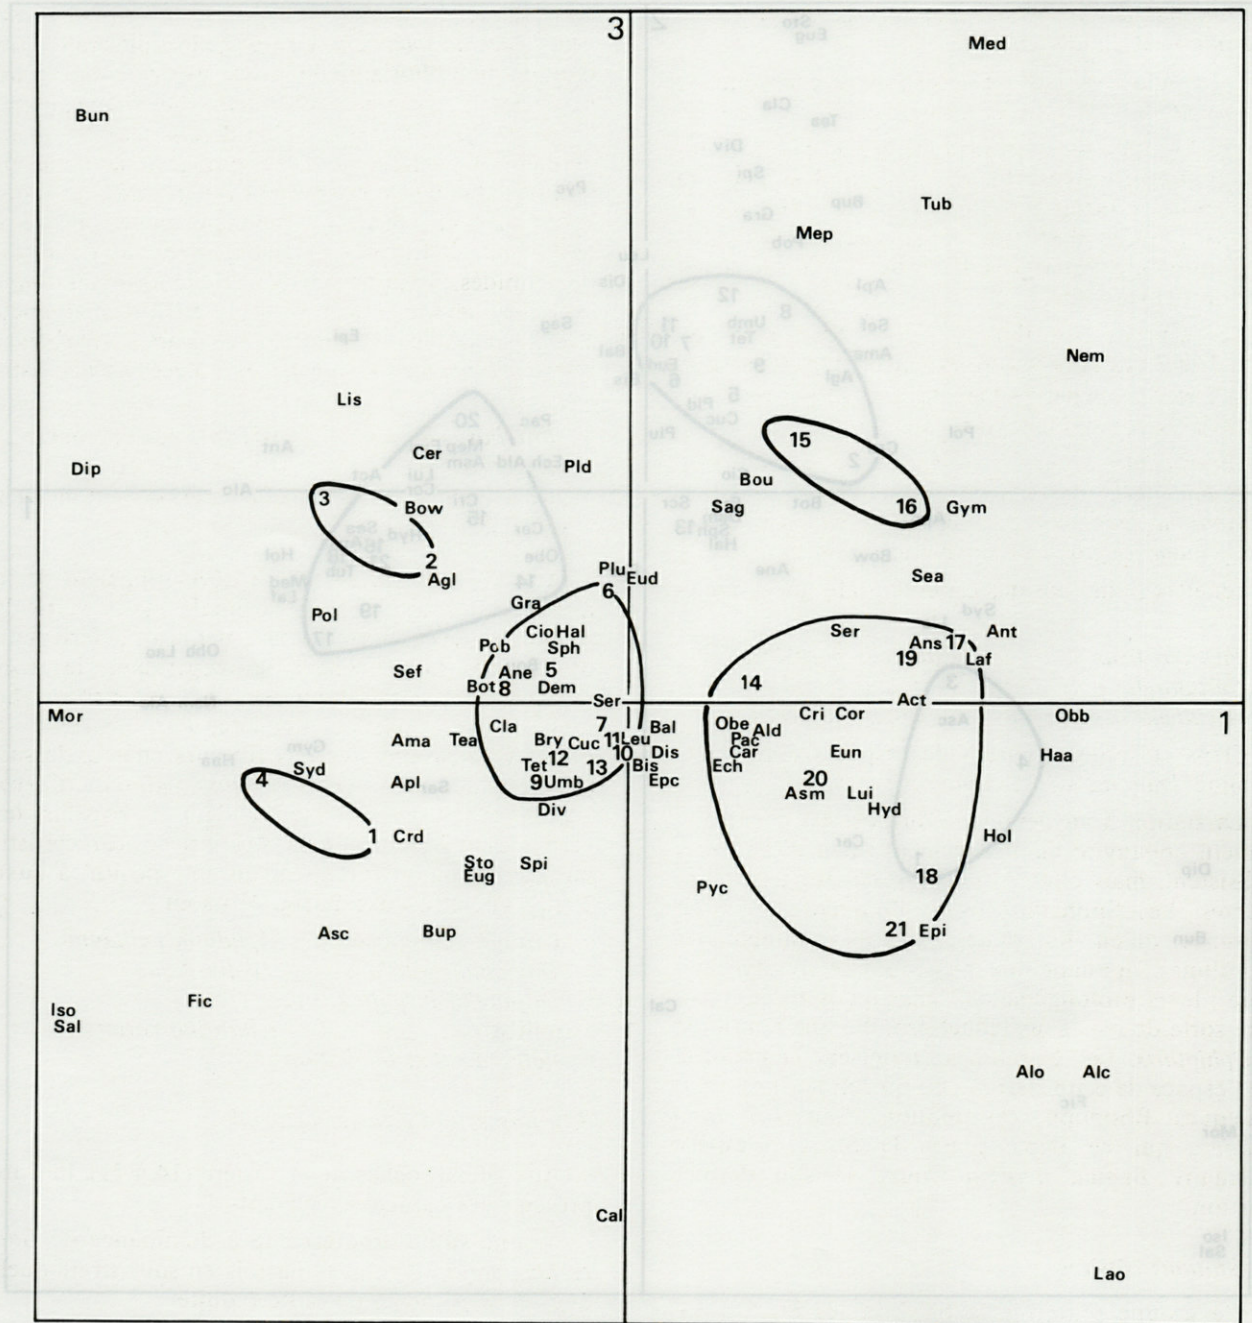 3
Med
Bun
Tub
Mep
Nem
Lis
Cer
Dip
Pld
15
Bou
3
Bow
Sag
16
Gym
2
Agl
Plu
Eud
Sea
6
Gra
Pol
Cio Hal
Ser
Ant
Pob
Sph
Ans 17
Sef
Ane
5
19
Laf
Bot 8
Dem
14
Ser
Act
Mor
Cri Cor
Obb
1
Cla
7
Bal
Obe
Ald
Ama
Tea
Bry
Cuc
11 Leu
Pac
12
10
Dis
Car
Eun
Haa
Syd
Tet
13
Bis
Ech
4
Apl
9 Umb
Epc
20
Asm
Lui
Div
Hyd
1
Crd
Hol
Sto
Spi
Eug
18
Pyc
Asc
Bup
21
Epi
Fic
Iso
Sal
Alo
Alc
Cal
Lao